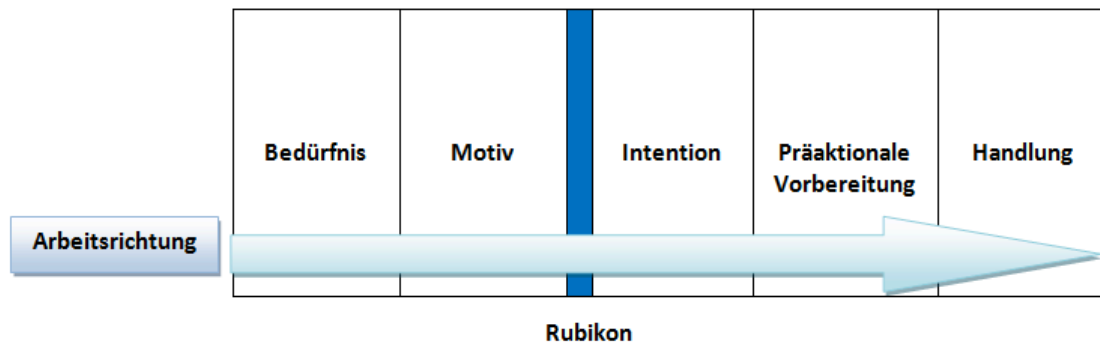 Bedürfnis
Motiv
Intention
Präaktionale
Vorbereitung
Handlung
Arbeitsrichtung
Rubikon